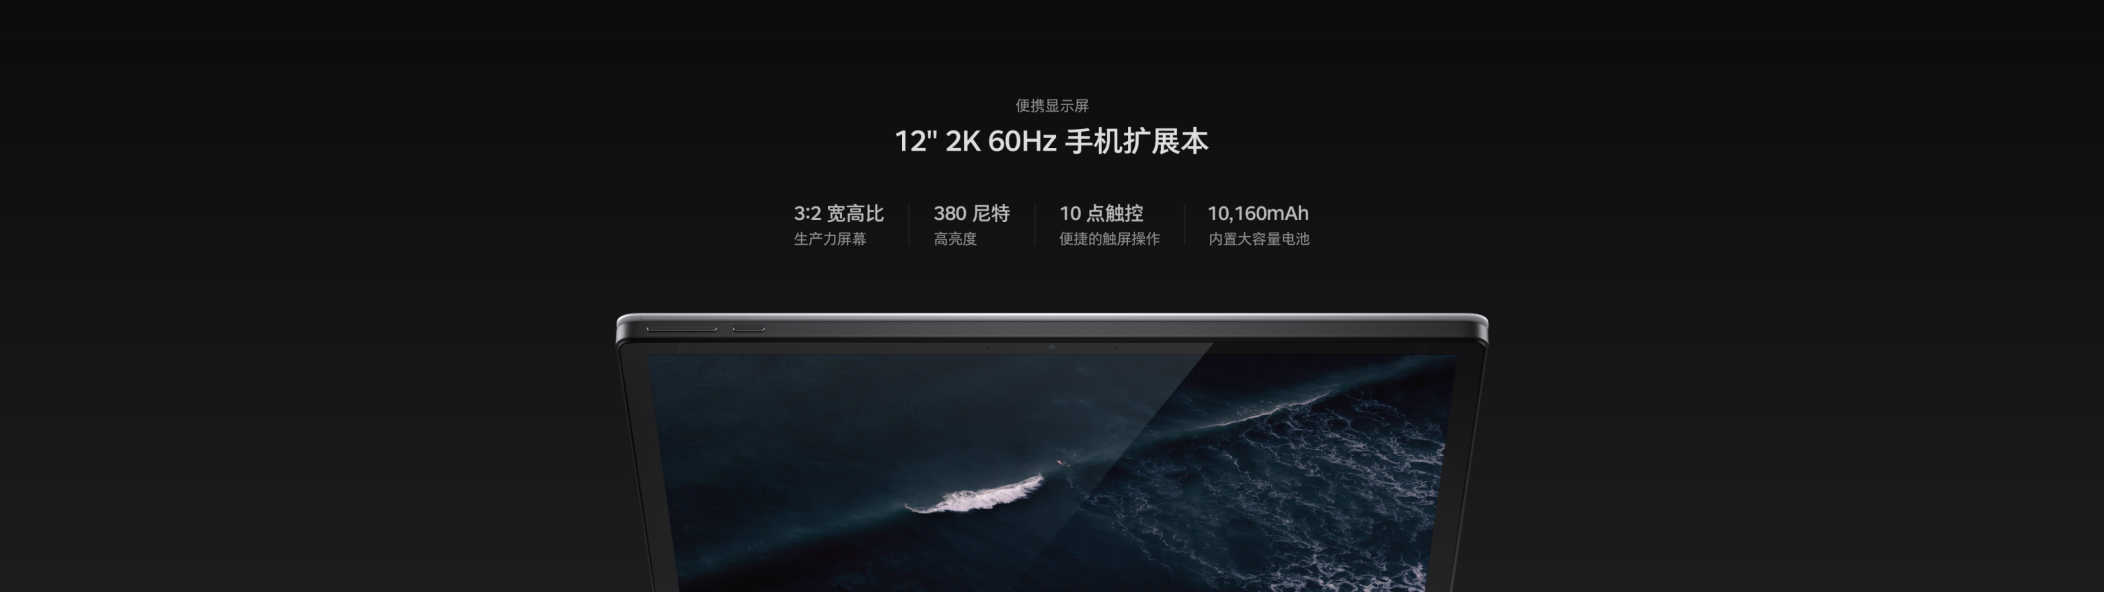 便携显示屏
12" 2K 60Hz 手机扩展本
3:2 宽高比
生产力屏幕
380 尼特
高亮度
10 点触控
便捷的触屏操作
10,160mAh
内置大容量电池